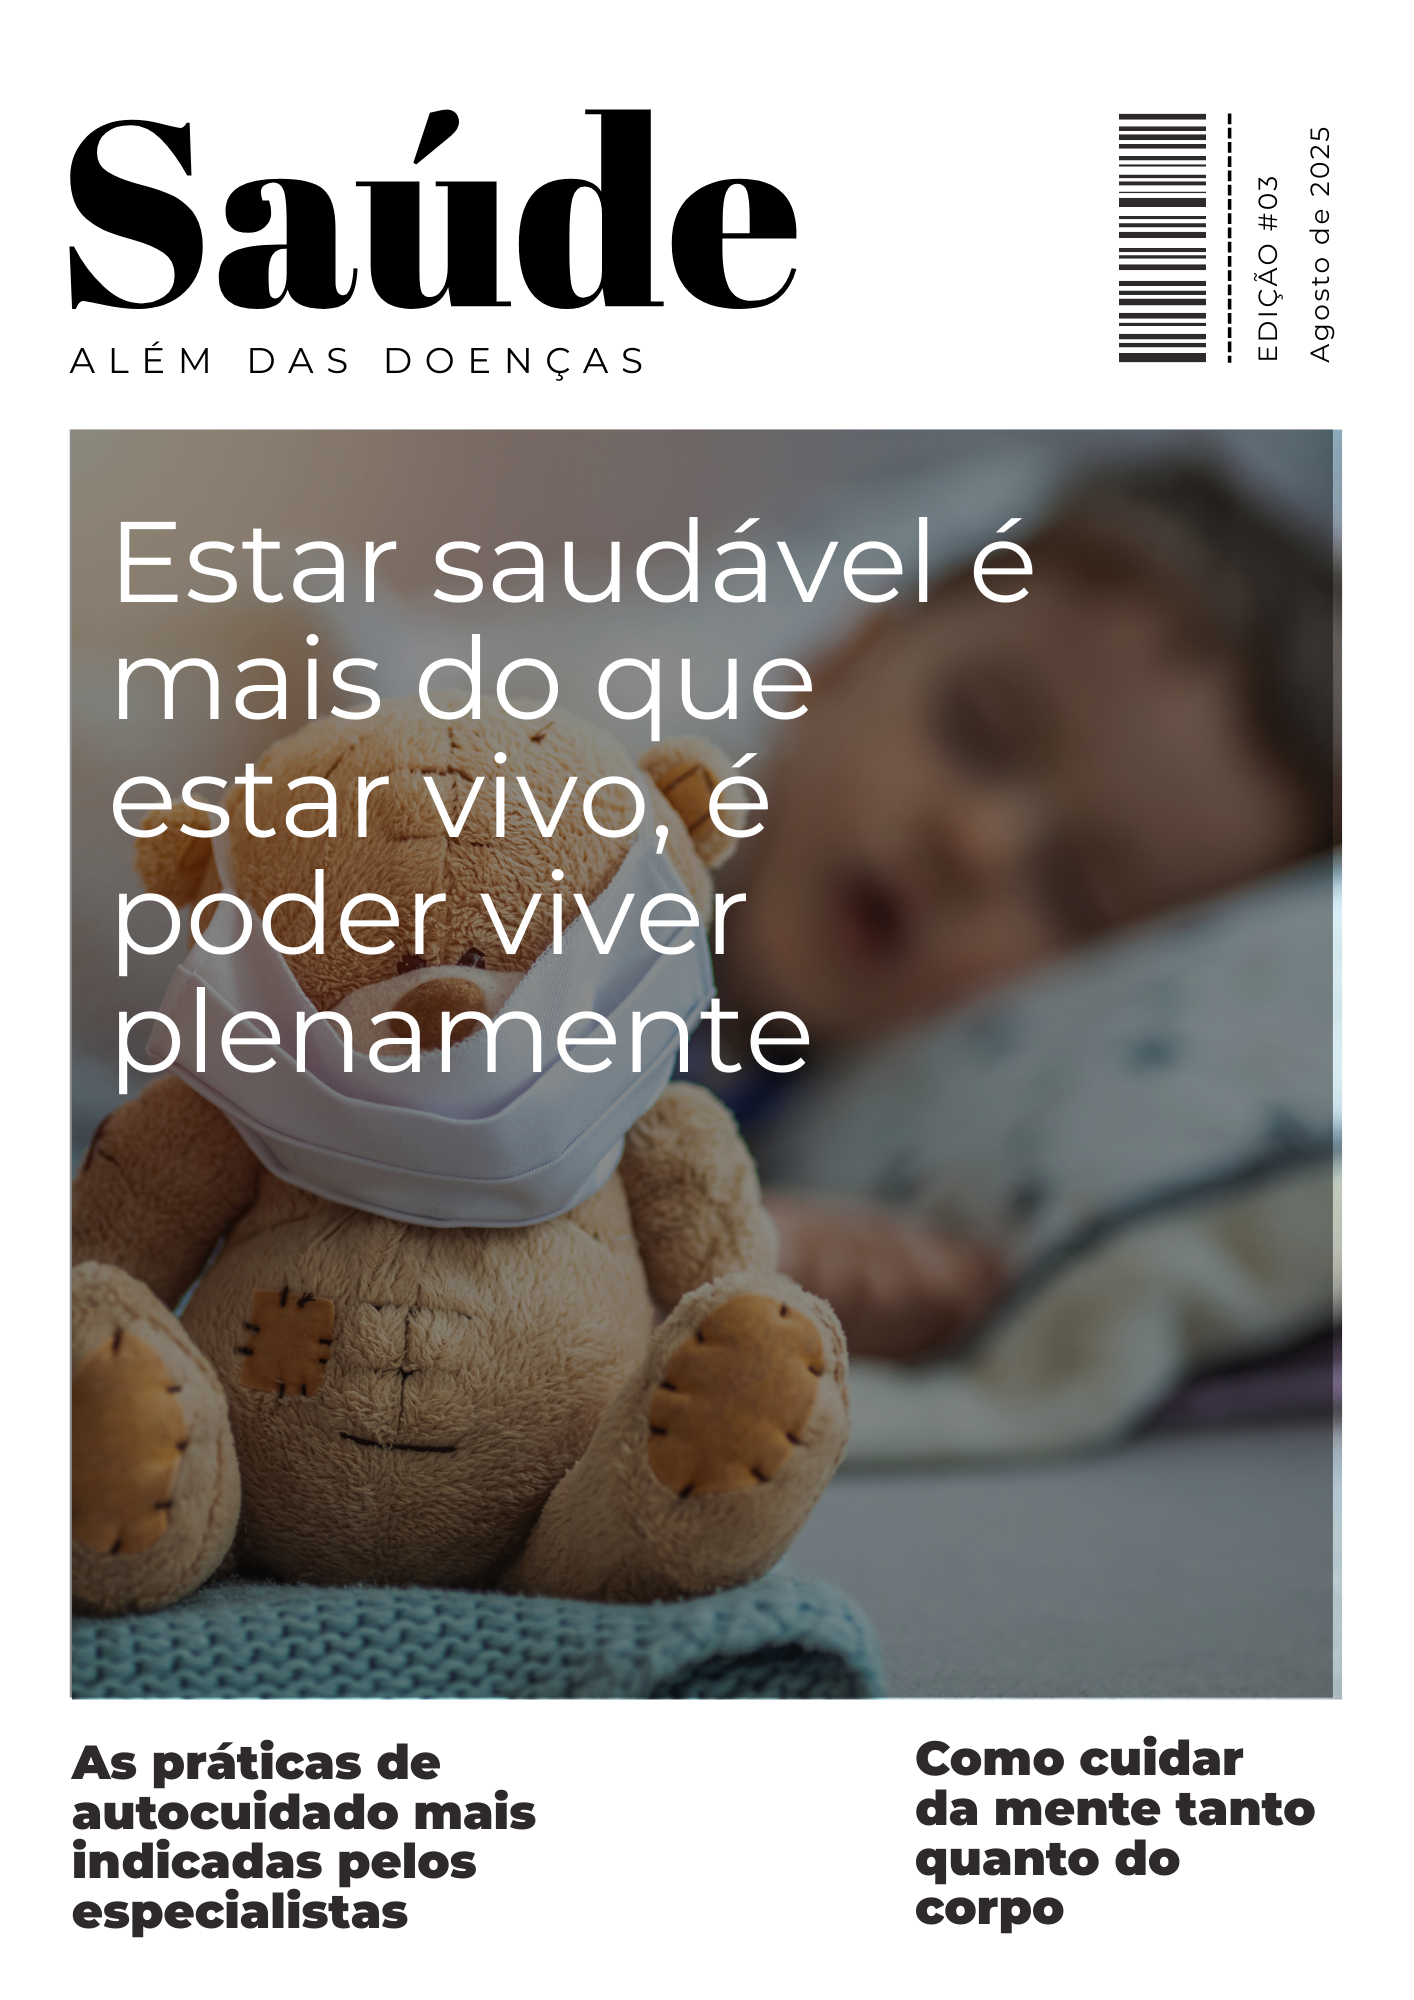 Saúde
ALÉM DAS DOENÇAS
EDIÇÃO #03
Agosto de 2025
Estar saudável é
mais do que
estar vivo, é
poder viver
plenamente
As práticas de
autocuidado mais
indicadas pelos
especialistas
Como cuidar
da mente tanto
quanto do
corpo